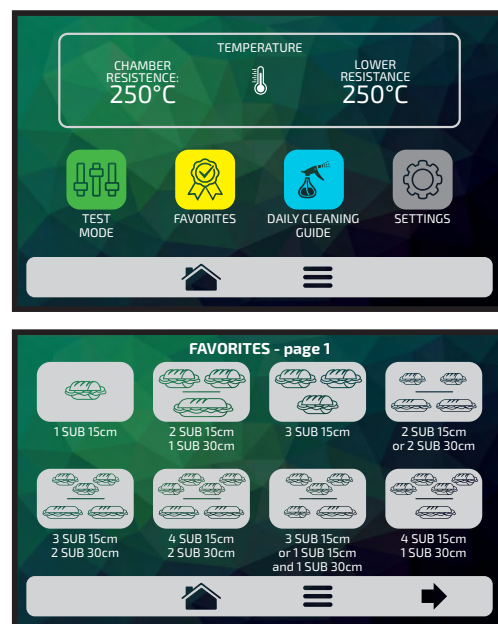 TEMPERATURE
CHAMBER
RESISTENCE:
250°C
LOWER
RESISTANCE
250°C
TEST
MODE
FAVORITES
DAILY CLEANING
GUIDE
SETTINGS
FAVORITES - page 1
1 SUB 15cm
2 SUB 15cm
1 SUB 30cm
3 SUB 15cm
2 SUB 15cm
or 2 SUB 30cm
3 SUB 15cm
2 SUB 30cm
4 SUB 15cm
2 SUB 30cm
3 SUB 15cm
or 1 SUB 15cm
and 1 SUB 30cm
4 SUB 15cm
1 SUB 30cm